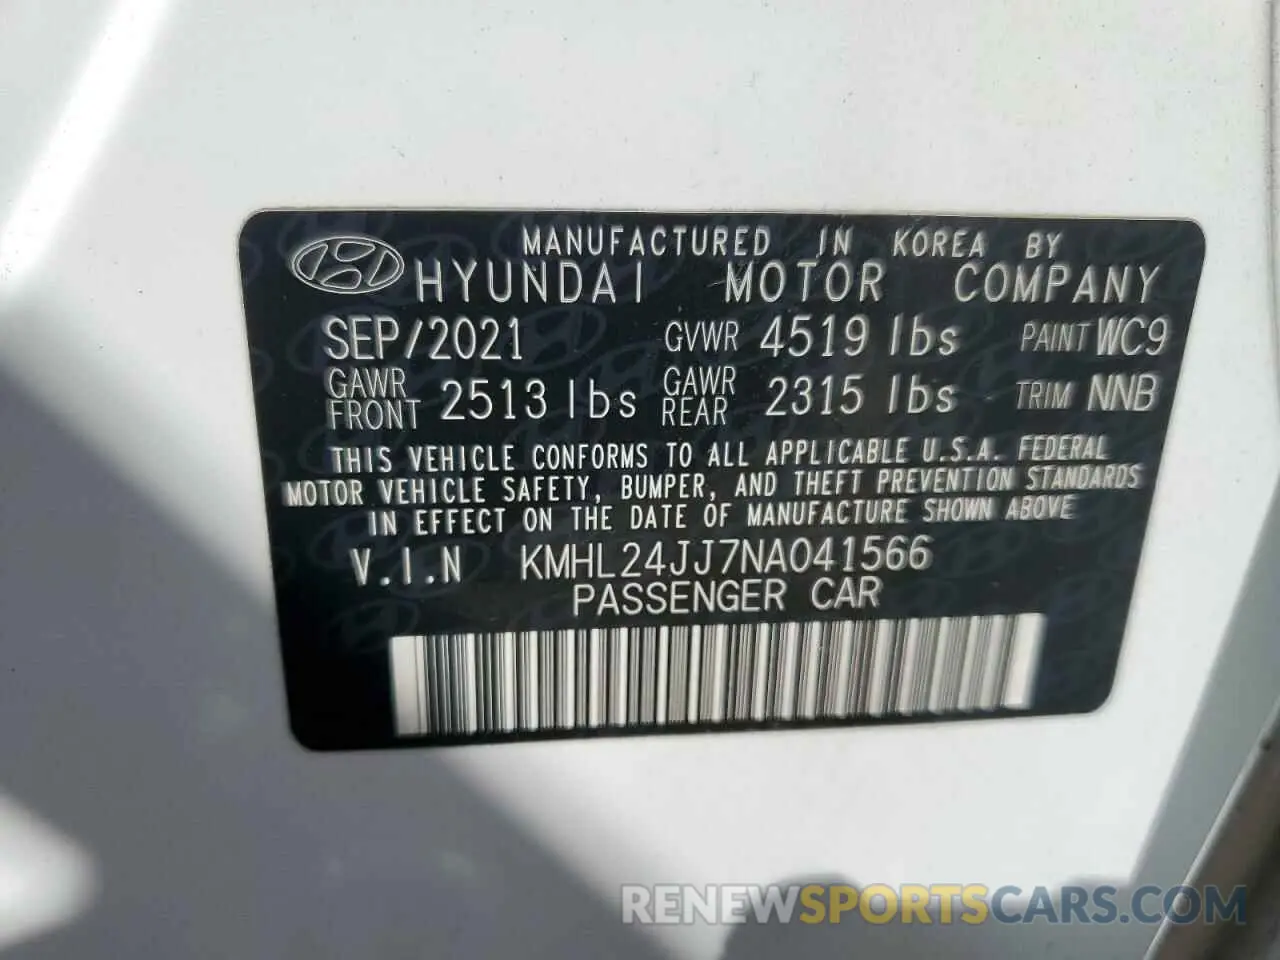 MANUFACTURED IN KOREA BY
HYUNDAI MOTOR COMPANY
SEP/2021 GVWR 4519 lbs PAINT WC9
GAWR FRONT 2513 lbs GAWR REAR 2315 lbs TRIM NNB
THIS VEHICLE CONFORMS TO ALL APPLICABLE U.S.A. FEDERAL
MOTOR VEHICLE SAFETY, BUMPER, AND THEFT PREVENTION STANDARDS
IN EFFECT ON THE DATE OF MANUFACTURE SHOWN ABOVE
V.I.N KMHL24JJ7NA041566
PASSENGER CAR
RENEWSPORTSCARS.COM